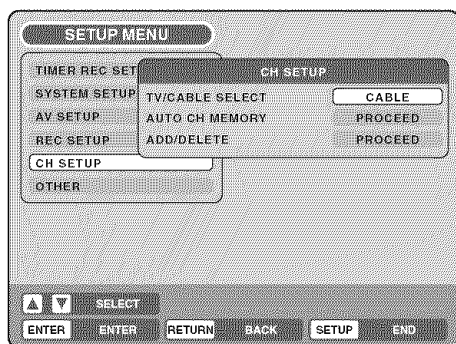 SETUP MENU
TIMER REC SET
SYSTEM SETUP
AV SETUP
REC SETUP
CH SETUP
OTHER
CH SETUP
TV/CABLE SELECT CABLE
AUTO CH MEMORY PROCEED
ADD/DELETE PROCEED
SELECT
ENTER ENTER RETURN BACK SETUP END